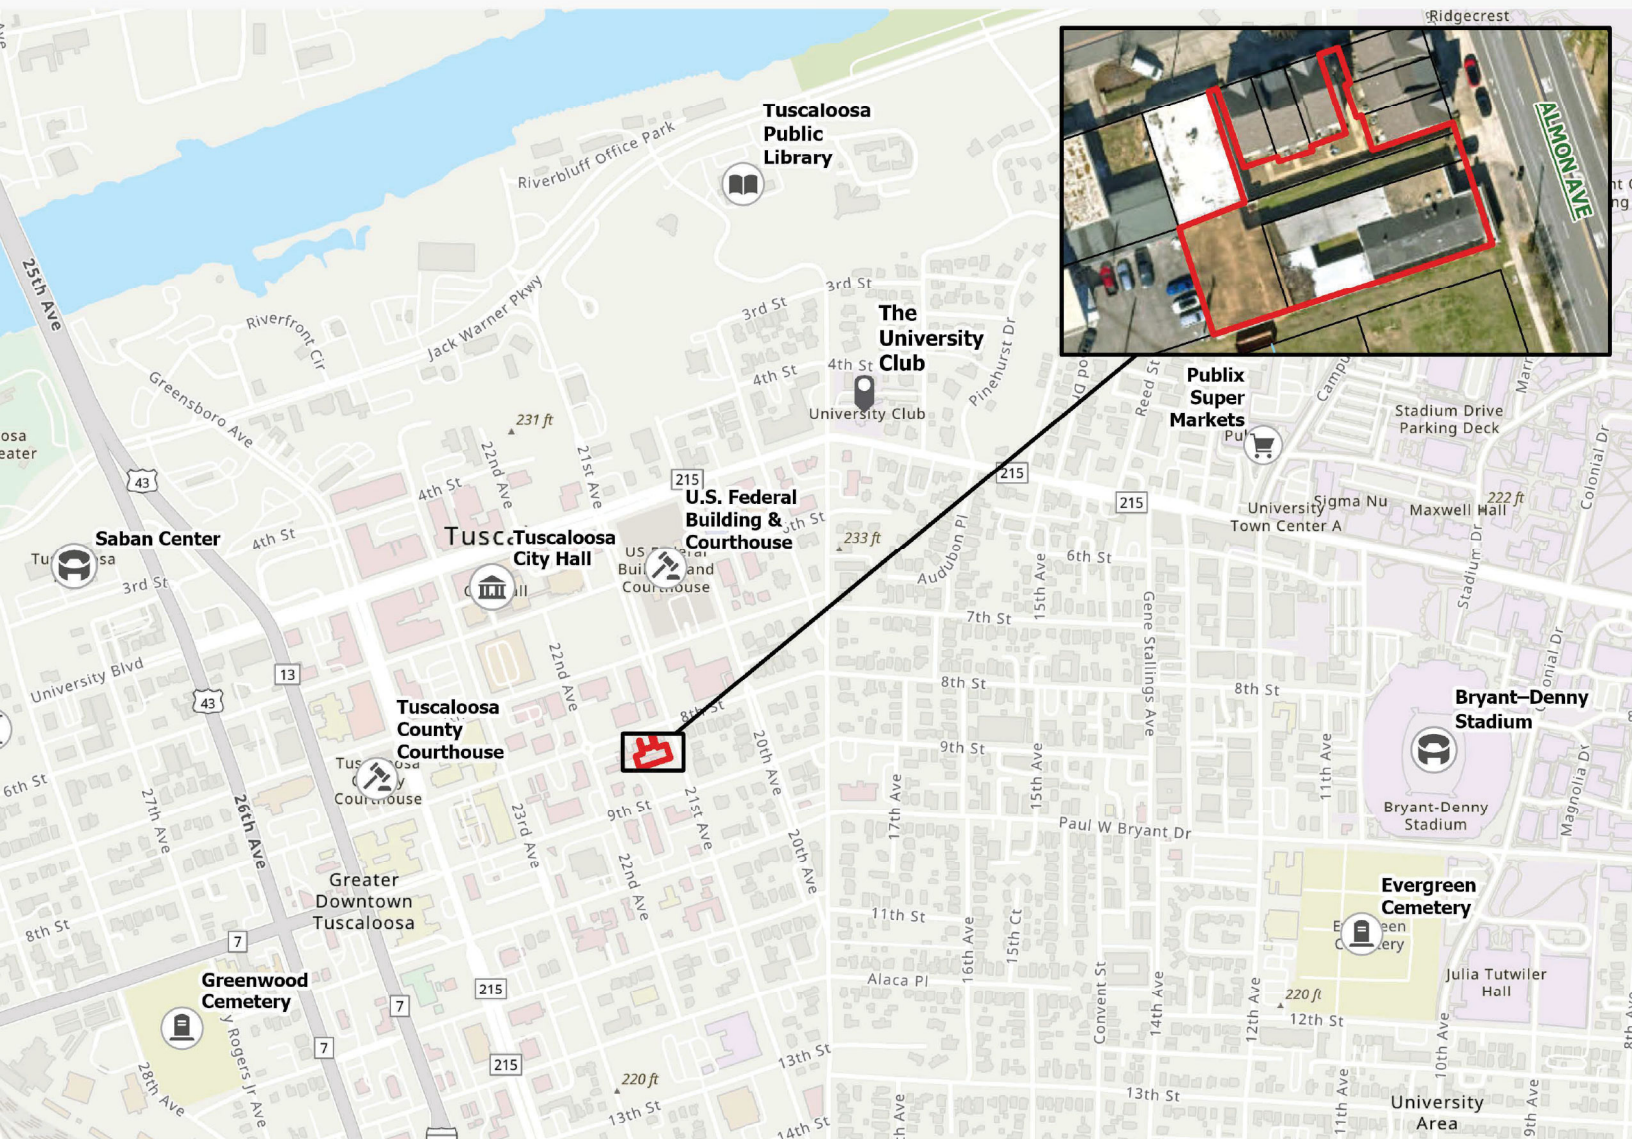 Ridgecrest
ALMON AVE
Tuscaloosa
Public
Library
Riverbluff Office Park
25th Ave
Riverfront Cir
Jack Warner Pkwy
3rd St
3rd St
The
University
Club
4th St
4th St
University Club
Pinehurst Dr
Reed St
Publix
Super
Markets
Stadium Drive
Parking Deck
Colonial Dr
Greensboro Ave
231 ft
22nd Ave
21st Ave
4th St
43
215
215
215
U.S. Federal
Building &
Courthouse
Courthouse
Saban Center
4th St
3rd St
Tuscaloosa
City Hall
233 ft
Audubon Pl
15th Ave
6th St
University
Town Center A
Sigma Nu
Maxwell Hall
222 ft
Stadium Dr
University Blvd
13
43
22nd Ave
7th St
Gene Stallings Ave
8th St
8th St
8th St
Tuscaloosa
County
Courthouse
Courthouse
Bryant–Denny
Stadium
Bryant-Denny
Stadium
Magnolia Dr
6th St
27th Ave
26th Ave
23rd Ave
9th St
21st Ave
20th Ave
9th St
17th Ave
15th Ave
11th Ave
Paul W Bryant Dr
20th Ave
22nd Ave
Greater
Downtown
Tuscaloosa
8th St
7
7
7
Greenwood
Cemetery
215
215
11th St
16th Ave
15th Ct
Alaca Pl
Convent St
14th Ave
12th Ave
Evergreen
Cemetery
Julia Tutwiler
Hall
220 ft
12th St
10th Ave
28th Ave
220 ft
13th St
13th St
14th St
13th St
11th Ave
9th Ave
University
Area